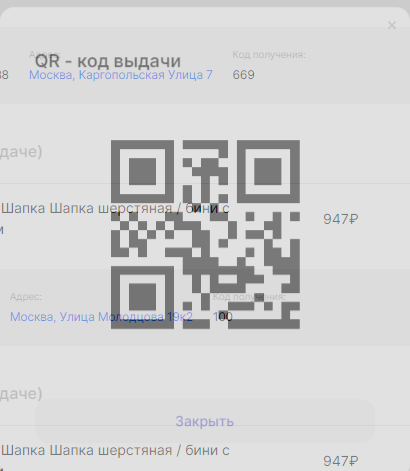 Адрес:
Код получения:
QR - код выдачи
38
Москва, Каргопольская Улица 7
669
даче)
Шапка Шапка шерстяная / бини с
947₽
и
Адрес:
Код получения:
Москва, Улица Молодцова 19к2
100
даче)
Закрыть
Шапка Шапка шерстяная / бини с
947₽